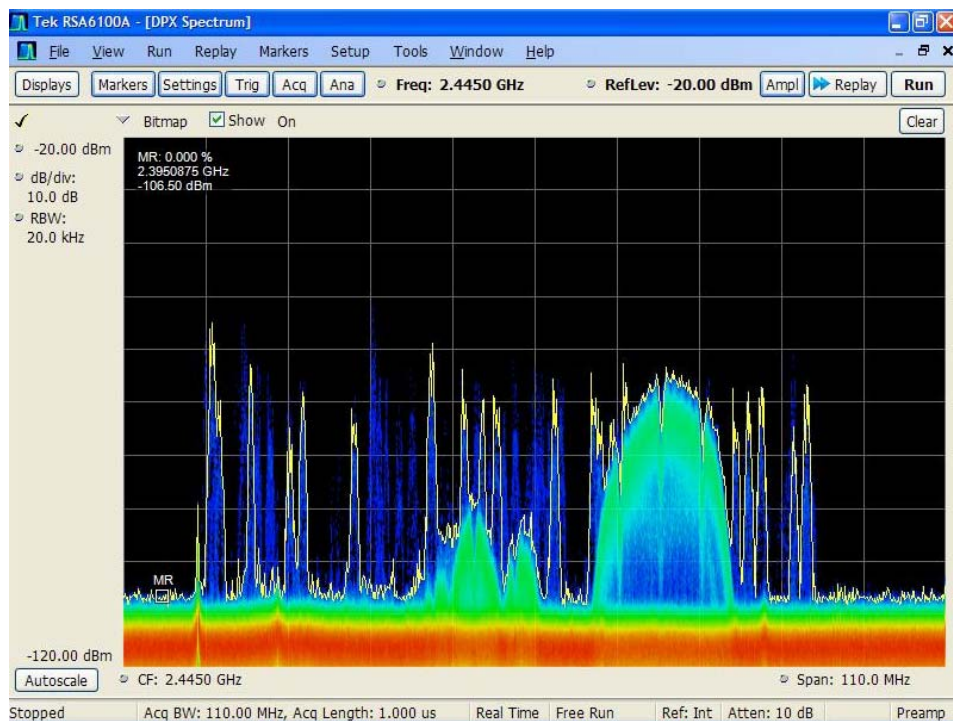 Tek RSA6100A - [DPX Spectrum]
File View Run Replay Markers Setup Tools Window Help
Displays Markers Settings Trig Acq Ana Freq: 2.4450 GHz RefLev: -20.00 dBm Ampl Replay Run
Bitmap Show On Clear
-20.00 dBm
dB/div:
10.0 dB
RBW:
20.0 kHz
MR: 0.000 %
2.3950875 GHz
-106.50 dBm
MR
-120.00 dBm
Autoscale CF: 2.4450 GHz Span: 110.0 MHz
Stopped Acq BW: 110.00 MHz, Acq Length: 1.000 us Real Time Free Run Ref: Int Atten: 10 dB Preamp